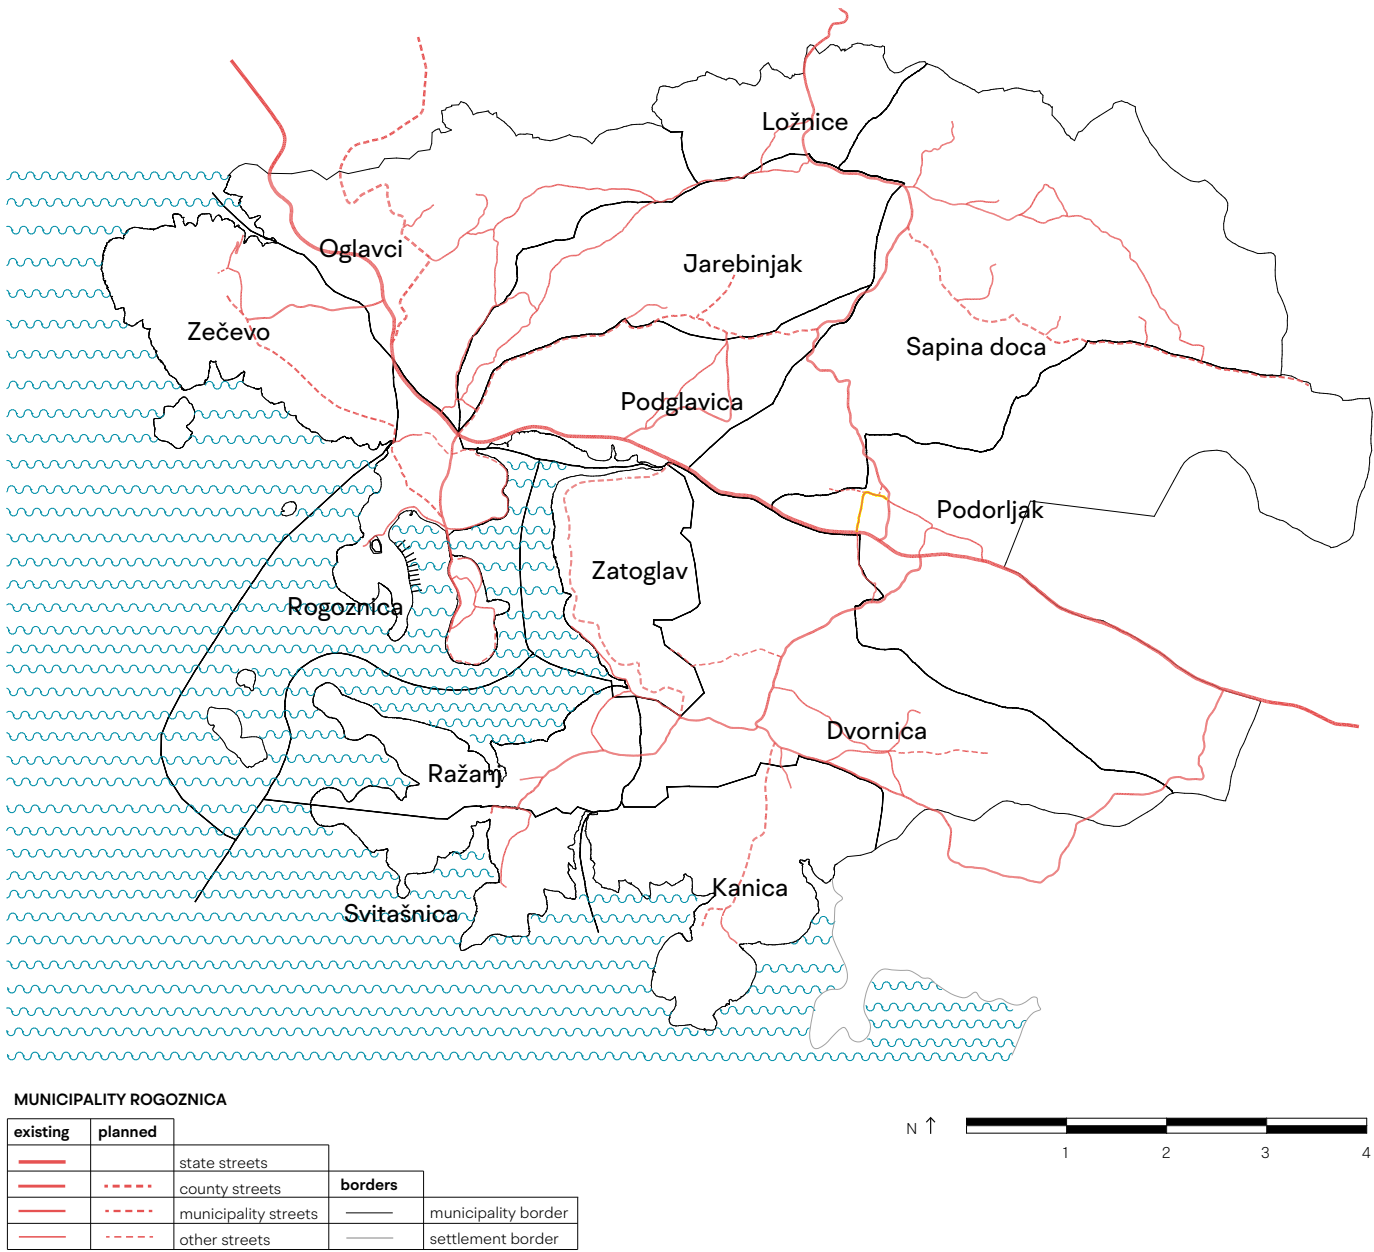 Ložnice
Oglavci
Jarebinjak
Zečevo
Sapina doca
Podglavica
Podorljak
Zatoglav
Rogoznica
Dvornica
Ražanj
Kanica
Svitašnica
MUNICIPALITY ROGOZNICA
existing planned
state streets
county streets borders
municipality streets municipality border
other streets settlement border
N ↑
1 2 3 4